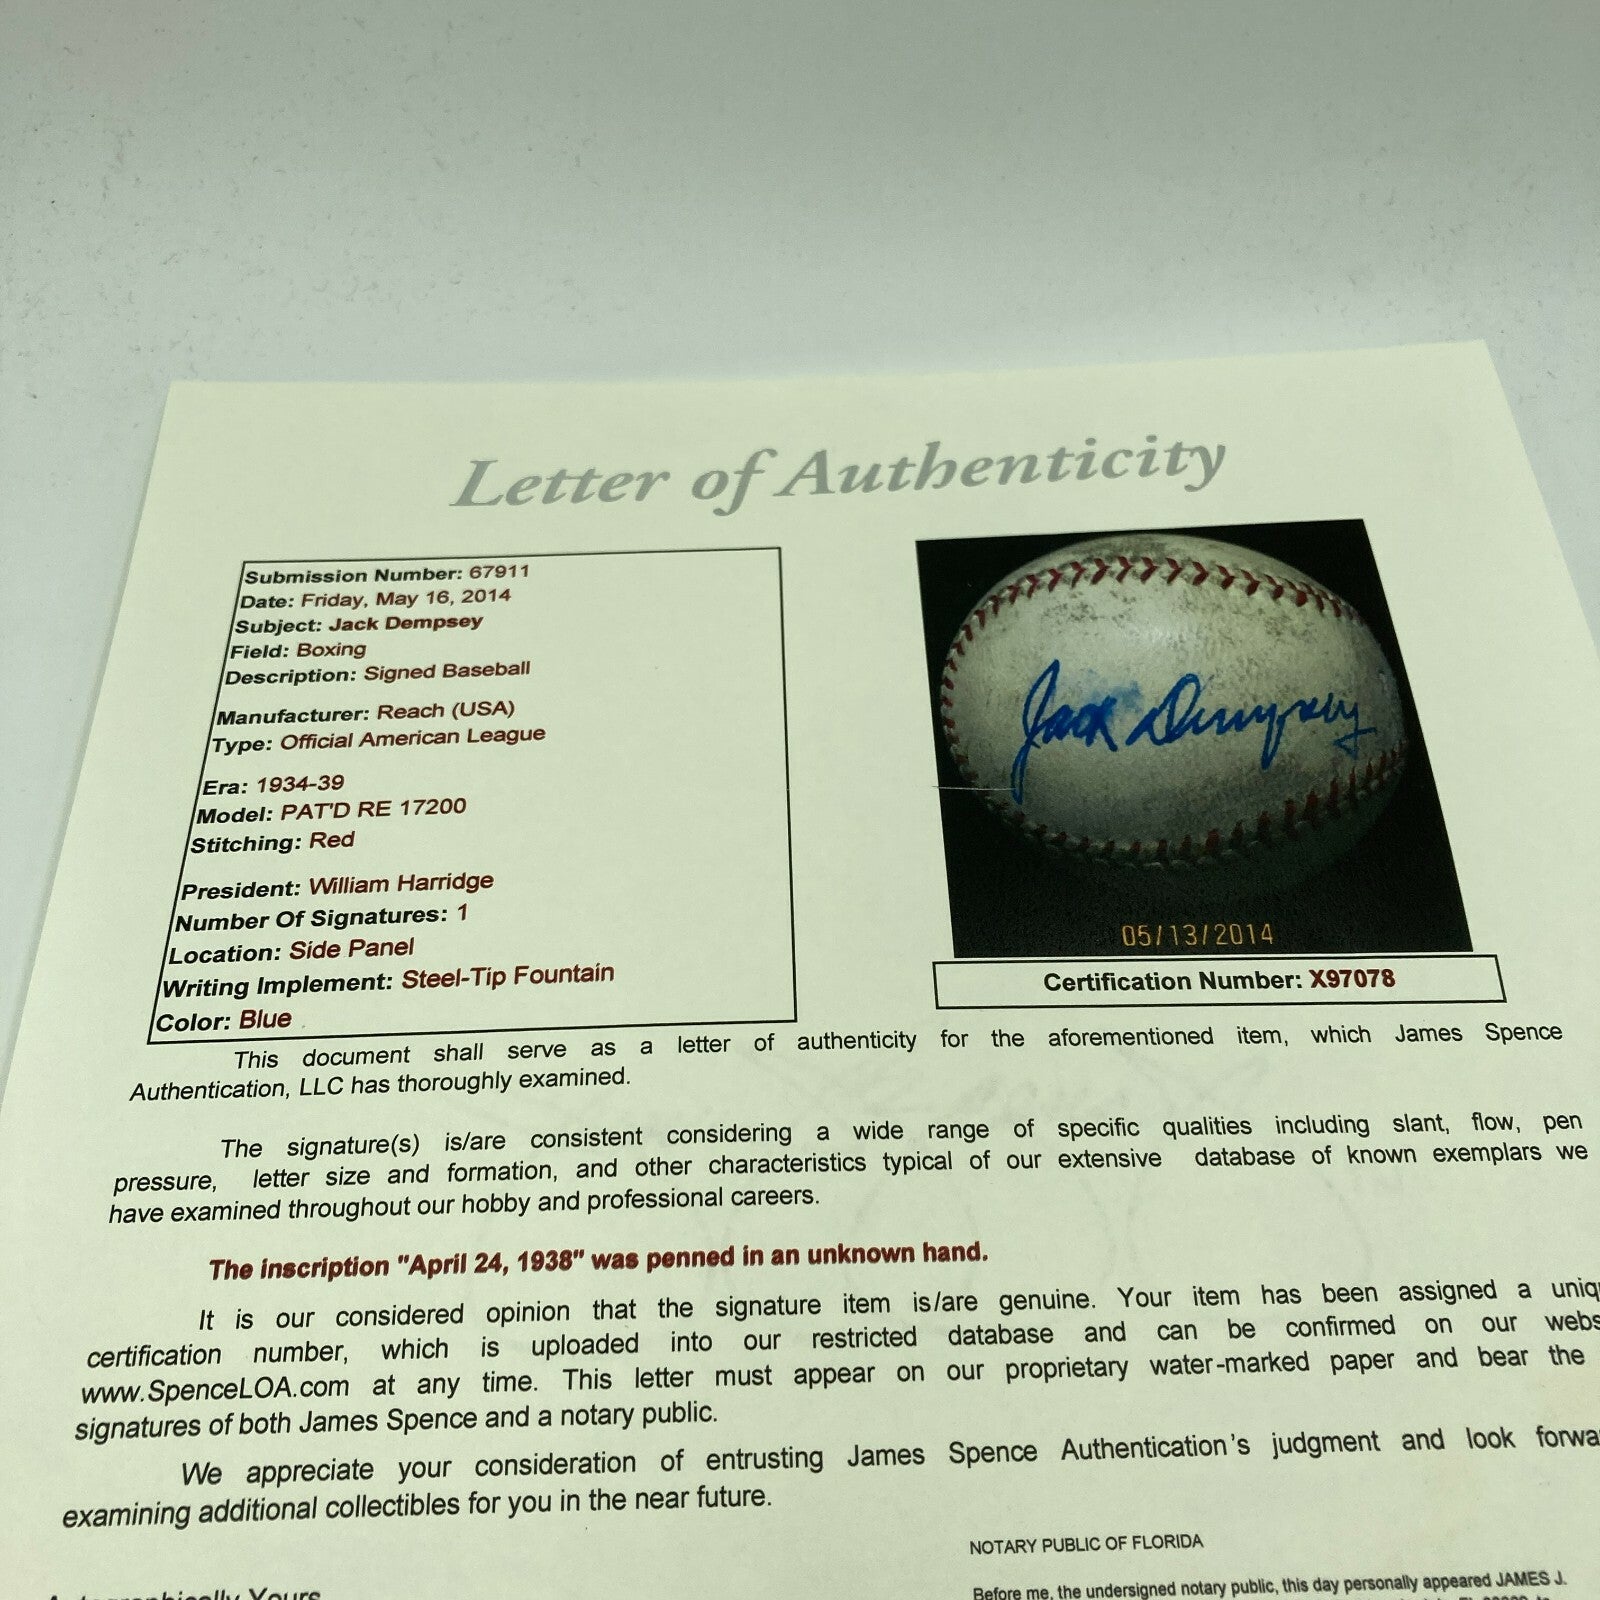 Letter of Authenticity
Submission Number: 67911
Date: Friday, May 16, 2014
Subject: Jack Dempsey
Field: Boxing
Description: Signed Baseball
Manufacturer: Reach (USA)
Type: Official American League
Era: 1934-39
Model: PAT'D RE 17200
Stitching: Red
President: William Harridge
Number Of Signatures: 1
Location: Side Panel
Writing Implement: Steel-Tip Fountain
Color: Blue
Jack Dempsey
05/13/2014
Certification Number: X97078
This document shall serve as a letter of authenticity for the aforementioned item, which James Spence
Authentication, LLC has thoroughly examined.
The signature(s) is/are consistent considering a wide range of specific qualities including slant, flow, pen
pressure, letter size and formation, and other characteristics typical of our extensive database of known exemplars we
have examined throughout our hobby and professional careers.
The inscription "April 24, 1938" was penned in an unknown hand.
It is our considered opinion that the signature item is/are genuine. Your item has been assigned a uniq
certification number, which is uploaded into our restricted database and can be confirmed on our webs
www.SpenceLOA.com at any time. This letter must appear on our proprietary water-marked paper and bear the
signatures of both James Spence and a notary public.
We appreciate your consideration of entrusting James Spence Authentication's judgment and look forwa
examining additional collectibles for you in the near future.
NOTARY PUBLIC OF FLORIDA
Autographically Yours
Before me, the undersigned notary public, this day personally appeared JAMES J.